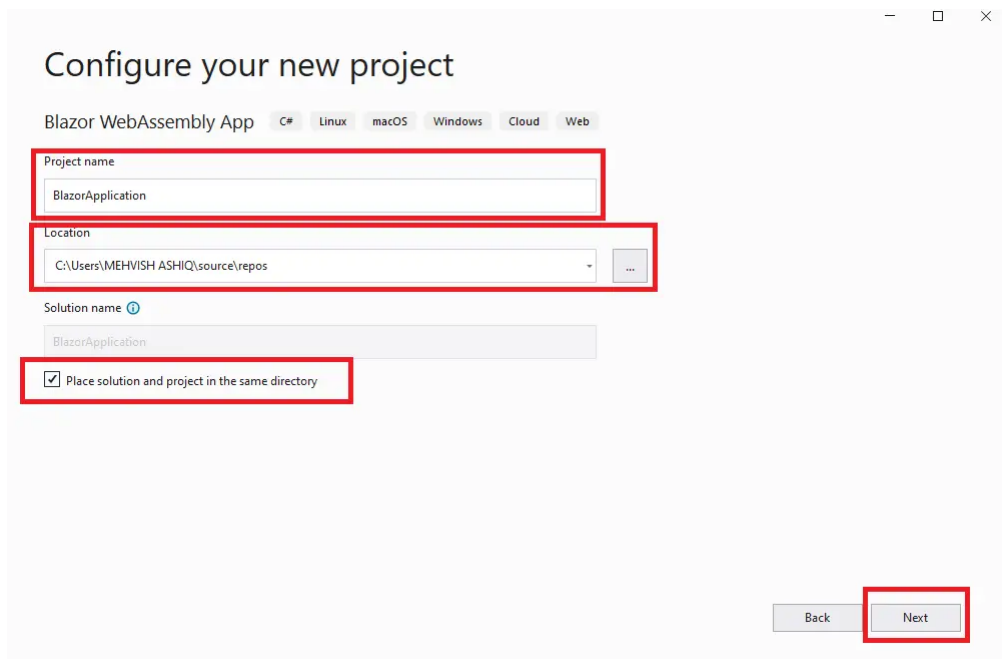 Configure your new project
Blazor WebAssembly App C# Linux macOS Windows Cloud Web
Project name
BlazorApplication
Location
C:\Users\MEHVISH ASHIQ\source\repos
...
Solution name
BlazorApplication
Place solution and project in the same directory
Back Next